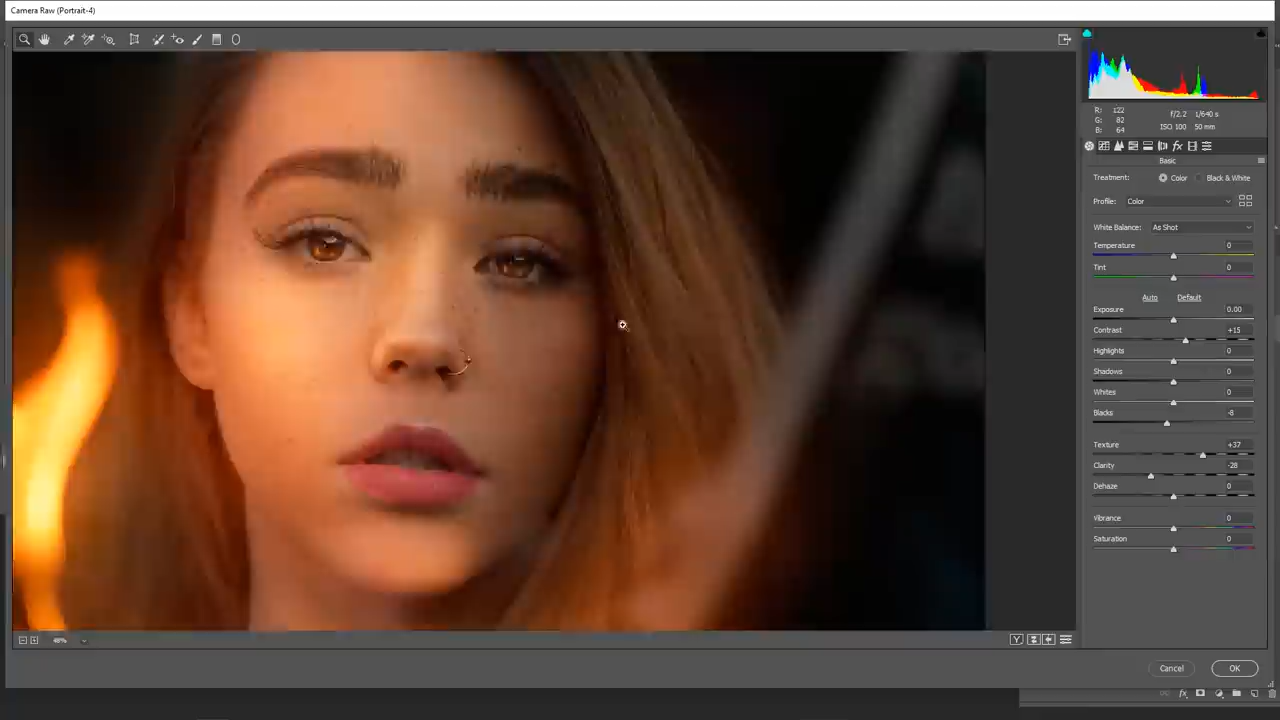 Camera Raw (Portrait-4)
R: 122
G: 82
B: 64
f/2.2 1/640 s
ISO 100 50 mm
fx
Basic
Treatment: Color Black & White
Profile: Color
White Balance: As Shot
Temperature 0
Tint 0
Auto Default
Exposure 0.00
Contrast +15
Highlights 0
Shadows 0
Whites 0
Blacks -8
Texture +37
Clarity -28
Dehaze 0
Vibrance 0
Saturation 0
48% Y
Cancel OK
fx